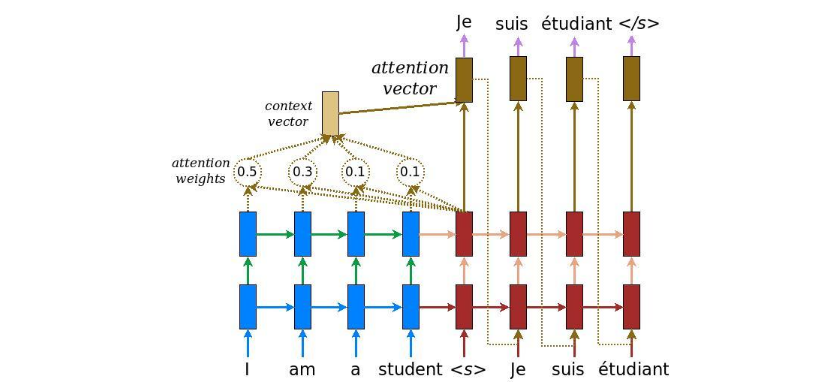 Je suis étudiant </s>
attention
vector
context
vector
attention
weights
0.5 0.3 0.1 0.1
I am a student <s> Je suis étudiant